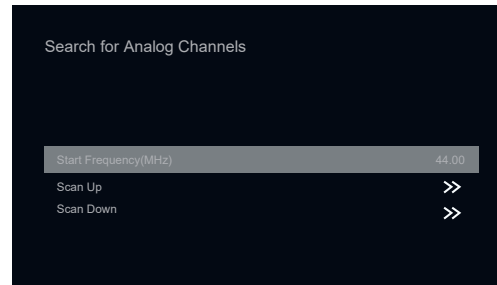 Search for Analog Channels
Start Frequency(MHz) 44.00
Scan Up
Scan Down